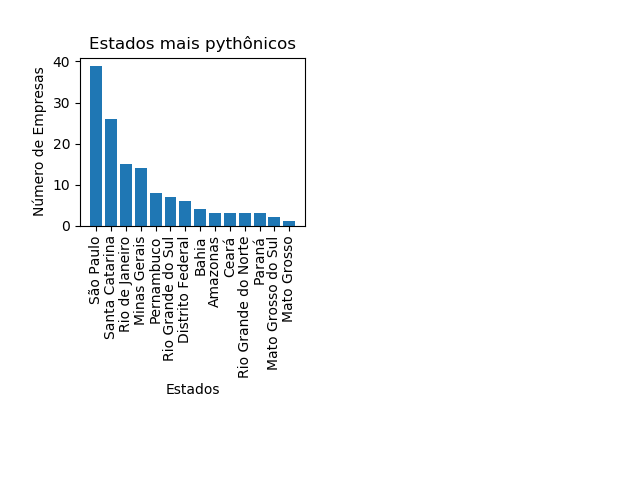 Estados mais pythônicos
Número de Empresas
40
30
20
10
0
São Paulo
Santa Catarina
Rio de Janeiro
Minas Gerais
Pernambuco
Rio Grande do Sul
Distrito Federal
Bahia
Amazonas
Ceará
Rio Grande do Norte
Paraná
Mato Grosso do Sul
Mato Grosso
Estados